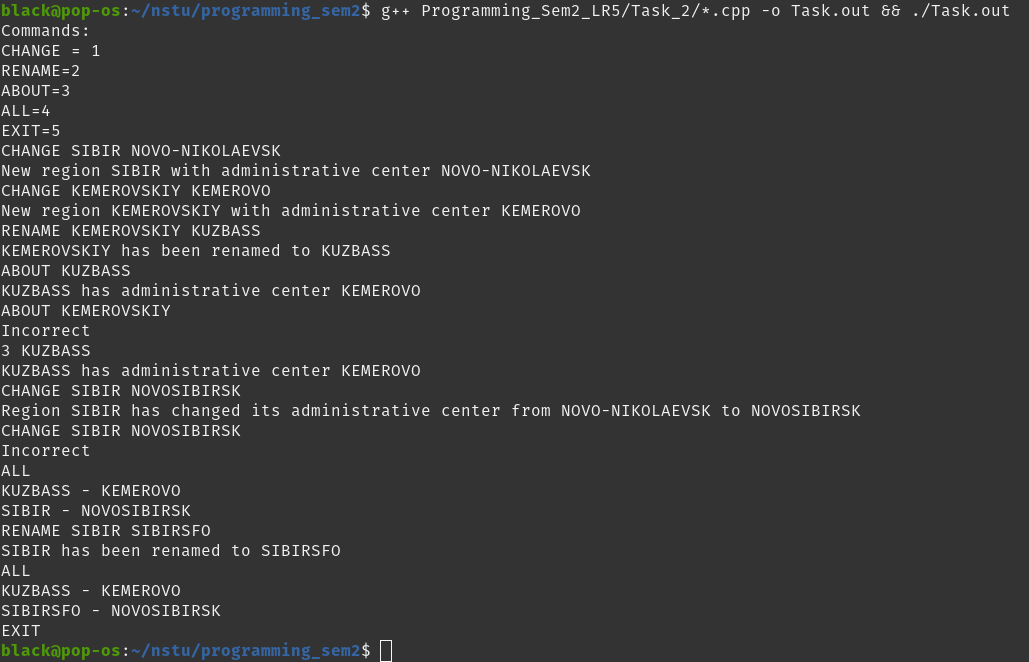 black@pop-os:~/nstu/programming_sem2$ g++ Programming_Sem2_LR5/Task_2/*.cpp -o Task.out && ./Task.out
Commands:
CHANGE = 1
RENAME=2
ABOUT=3
ALL=4
EXIT=5
CHANGE SIBIR NOVO-NIKOLAEVSK
New region SIBIR with administrative center NOVO-NIKOLAEVSK
CHANGE KEMEROVSKIY KEMEROVO
New region KEMEROVSKIY with administrative center KEMEROVO
RENAME KEMEROVSKIY KUZBASS
KEMEROVSKIY has been renamed to KUZBASS
ABOUT KUZBASS
KUZBASS has administrative center KEMEROVO
ABOUT KEMEROVSKIY
Incorrect
3 KUZBASS
KUZBASS has administrative center KEMEROVO
CHANGE SIBIR NOVOSIBIRSK
Region SIBIR has changed its administrative center from NOVO-NIKOLAEVSK to NOVOSIBIRSK
CHANGE SIBIR NOVOSIBIRSK
Incorrect
ALL
KUZBASS - KEMEROVO
SIBIR - NOVOSIBIRSK
RENAME SIBIR SIBIRSFO
SIBIR has been renamed to SIBIRSFO
ALL
KUZBASS - KEMEROVO
SIBIRSFO - NOVOSIBIRSK
EXIT
black@pop-os:~/nstu/programming_sem2$